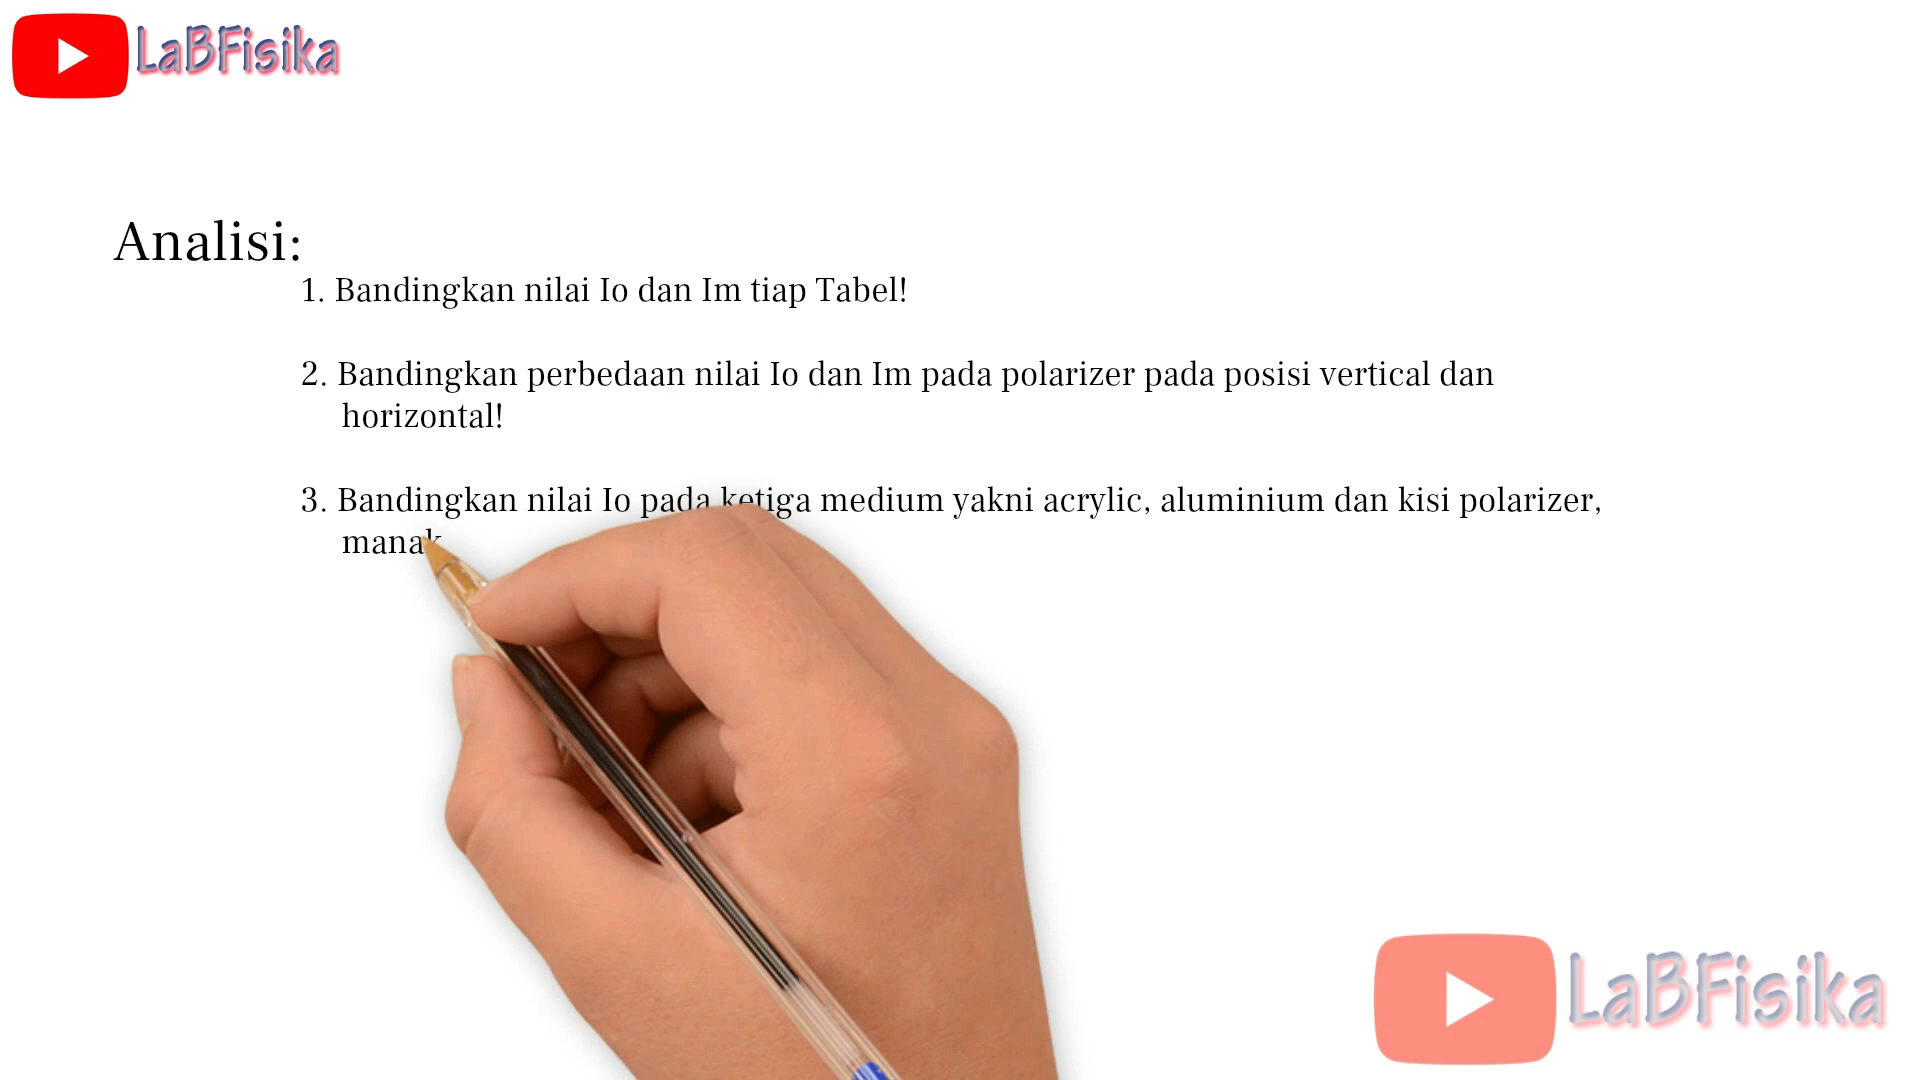 LaBFisika
Analisi:
1. Bandingkan nilai Io dan Im tiap Tabel!
2. Bandingkan perbedaan nilai Io dan Im pada polarizer pada posisi vertical dan
horizontal!
3. Bandingkan nilai Io pada ketiga medium yakni acrylic, aluminium dan kisi polarizer,
manak
LaBFisika